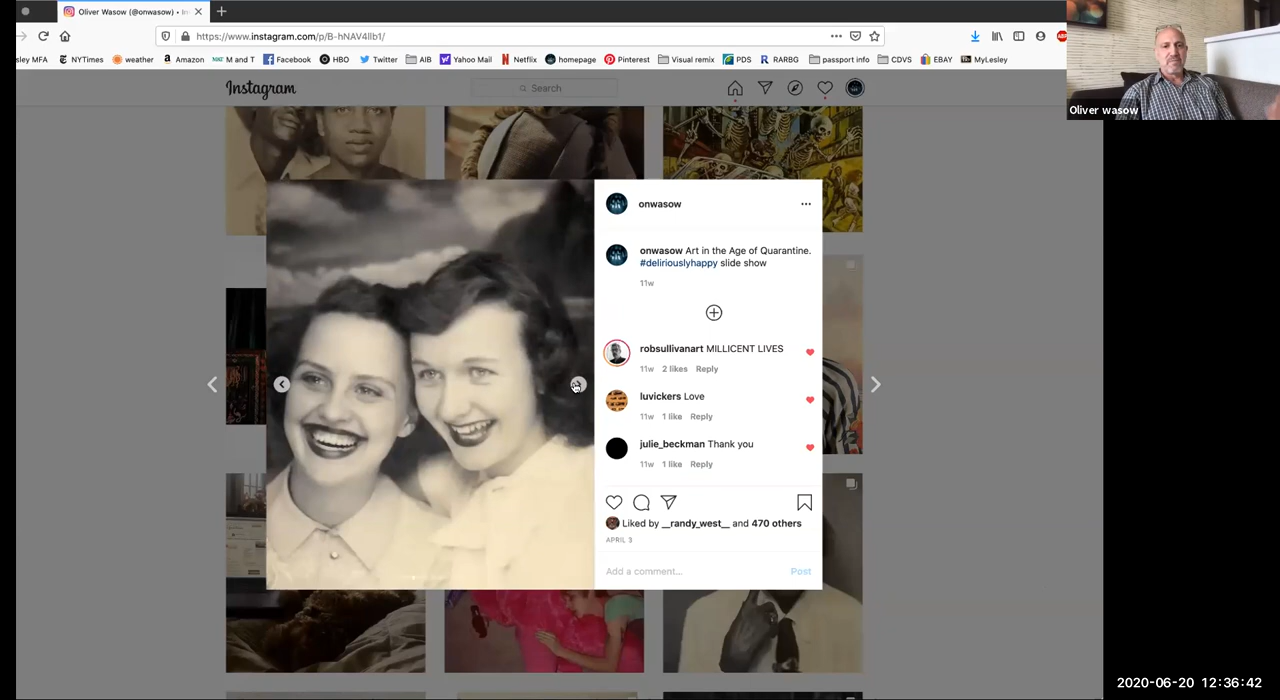 Oliver Wasow (@onwasow) • In
https://www.instagram.com/p/B-hNAV4llb1/
sley MFA NYTimes weather Amazon M and T Facebook HBO Twitter AIB Yahoo Mail Netflix homepage Pinterest Visual remix PDS RARBG passport info CDVS EBAY MyLesley
Oliver wasow
Instagram
Search
onwasow
onwasow Art in the Age of Quarantine.
#deliriouslyhappy slide show
11w
robsullivanart MILLICENT LIVES
11w 2 likes Reply
luvickers Love
11w 1 like Reply
julie_beckman Thank you
11w 1 like Reply
Liked by __randy_west__ and 470 others
APRIL 3
Add a comment... Post
2020-06-20 12:36:42